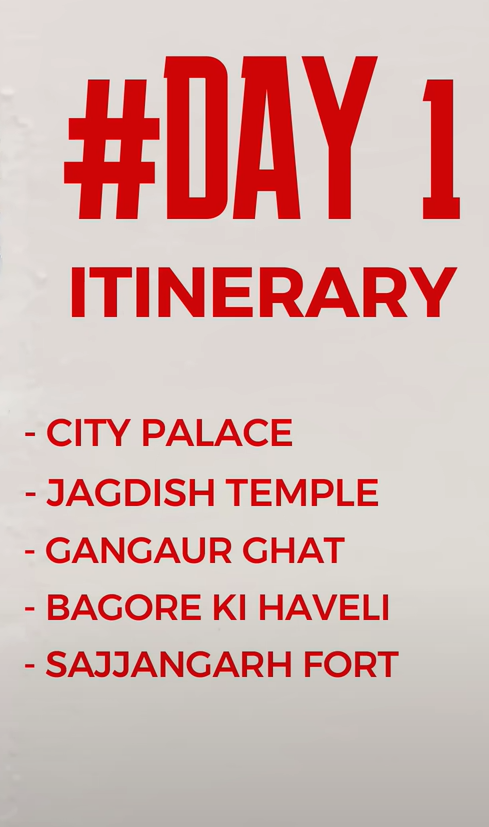 #DAY 1
ITINERARY
- CITY PALACE
- JAGDISH TEMPLE
- GANGAUR GHAT
- BAGORE KI HAVELI
- SAJJANGARH FORT